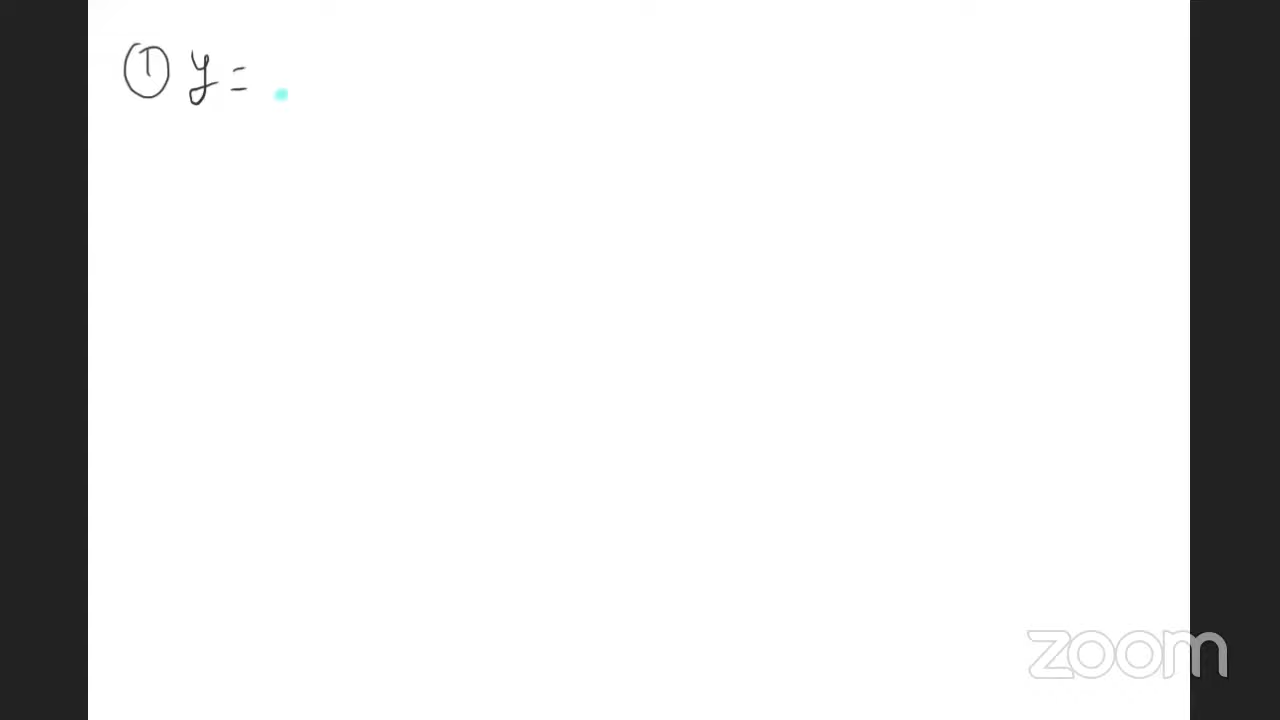 ① y =
zoom